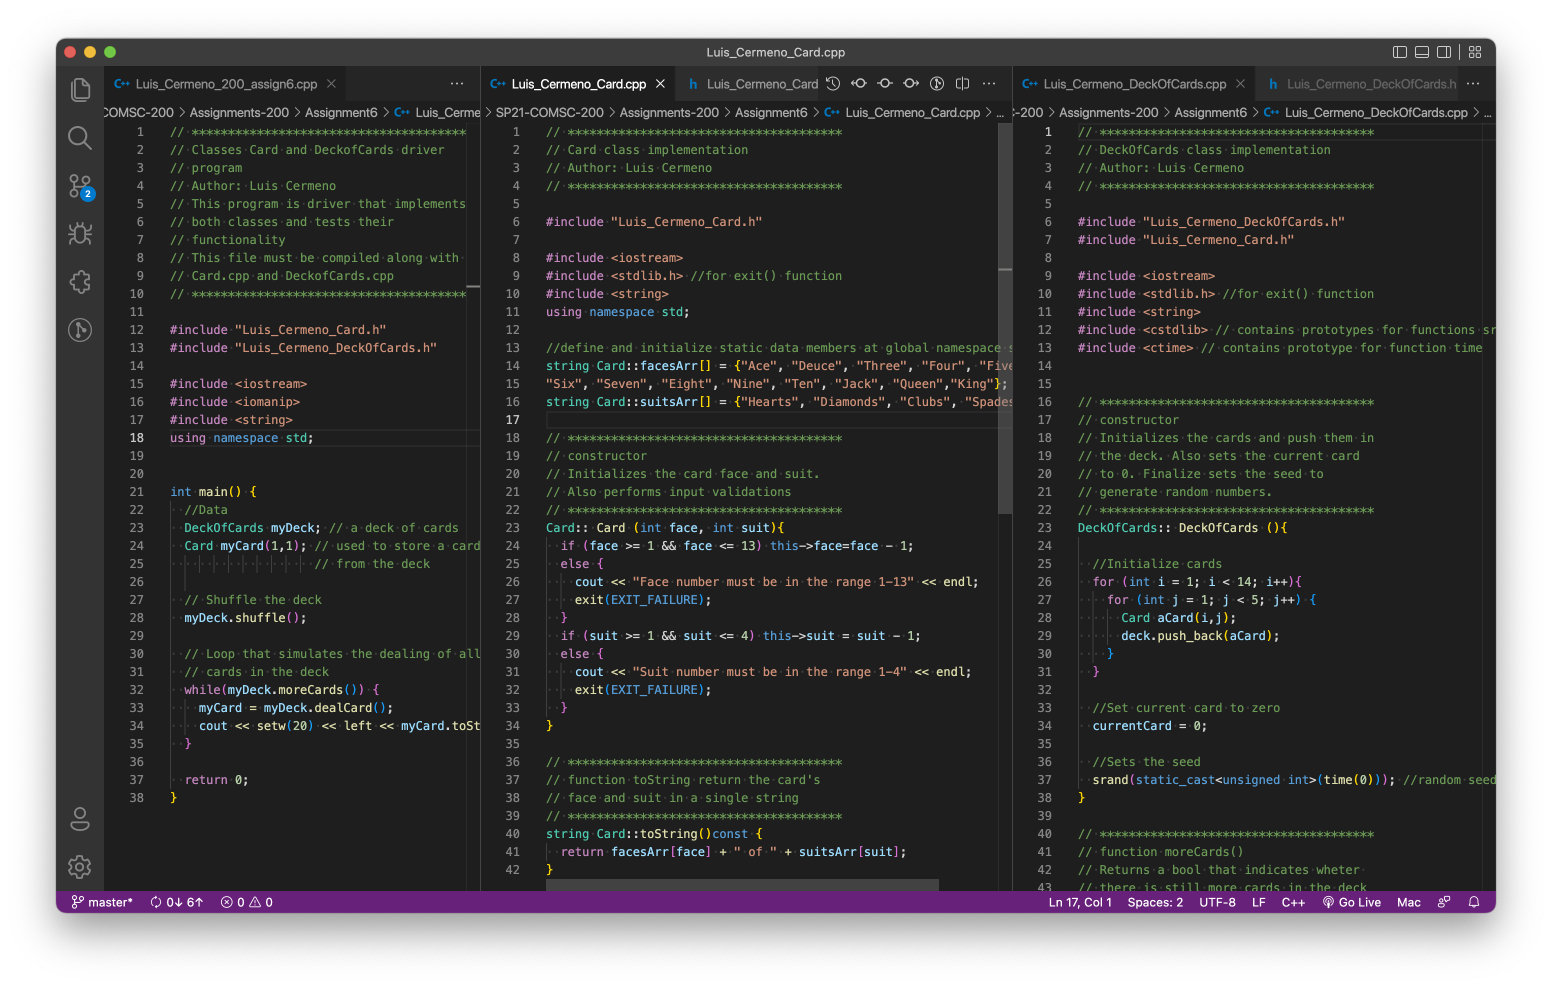 Luis_Cermeno_Card.cpp
Luis_Cermeno_200_assign6.cpp
COMSC-200 > Assignments-200 > Assignment6 > Luis_Cerme
1 // **************************************
2 // Classes Card and DeckofCards driver
3 // program
4 // Author: Luis Cermeno
5 // This program is driver that implements
6 // both classes and tests their
7 // functionality
8 // This file must be compiled along with
9 // Card.cpp and DeckofCards.cpp
10 // **************************************
11
12 #include "Luis_Cermeno_Card.h"
13 #include "Luis_Cermeno_DeckOfCards.h"
14
15 #include <iostream>
16 #include <iomanip>
17 #include <string>
18 using namespace std;
19
20
21 int main() {
22 //Data
23 DeckOfCards myDeck; // a deck of cards
24 Card myCard(1,1); // used to store a card
25 // from the deck
26
27 // Shuffle the deck
28 myDeck.shuffle();
29
30 // Loop that simulates the dealing of all
31 // cards in the deck
32 while(myDeck.moreCards()) {
33 myCard = myDeck.dealCard();
34 cout << setw(20) << left << myCard.toSt
35 }
36
37 return 0;
38 }
Luis_Cermeno_Card.cpp
Luis_Cermeno_Card
SP21-COMSC-200 > Assignments-200 > Assignment6 > Luis_Cermeno_Card.cpp > ...
1 // **************************************
2 // Card class implementation
3 // Author: Luis Cermeno
4 // **************************************
5
6 #include "Luis_Cermeno_Card.h"
7
8 #include <iostream>
9 #include <stdlib.h> //for exit() function
10 #include <string>
11 using namespace std;
12
13 //define and initialize static data members at global namespace s
14 string Card::facesArr[] = {"Ace", "Deuce", "Three", "Four", "Five
15 "Six", "Seven", "Eight", "Nine", "Ten", "Jack", "Queen","King"};
16 string Card::suitsArr[] = {"Hearts", "Diamonds", "Clubs", "Spades
17
18 // **************************************
19 // constructor
20 // Initializes the card face and suit.
21 // Also performs input validations
22 // **************************************
23 Card:: Card (int face, int suit){
24 if (face >= 1 && face <= 13) this->face=face - 1;
25 else {
26 cout << "Face number must be in the range 1-13" << endl;
27 exit(EXIT_FAILURE);
28 }
29 if (suit >= 1 && suit <= 4) this->suit = suit - 1;
30 else {
31 cout << "Suit number must be in the range 1-4" << endl;
32 exit(EXIT_FAILURE);
33 }
34 }
35
36 // **************************************
37 // function toString return the card's
38 // face and suit in a single string
39 // **************************************
40 string Card::toString()const {
41 return facesArr[face] + " of " + suitsArr[suit];
42 }
Luis_Cermeno_DeckOfCards.cpp
Luis_Cermeno_DeckOfCards.h
C-200 > Assignments-200 > Assignment6 > Luis_Cermeno_DeckOfCards.cpp > ...
1 // **************************************
2 // DeckOfCards class implementation
3 // Author: Luis Cermeno
4 // **************************************
5
6 #include "Luis_Cermeno_DeckOfCards.h"
7 #include "Luis_Cermeno_Card.h"
8
9 #include <iostream>
10 #include <stdlib.h> //for exit() function
11 #include <string>
12 #include <cstdlib> // contains prototypes for functions sr
13 #include <ctime> // contains prototype for function time
14
15
16 // **************************************
17 // constructor
18 // Initializes the cards and push them in
19 // the deck. Also sets the current card
20 // to 0. Finalize sets the seed to
21 // generate random numbers.
22 // **************************************
23 DeckOfCards:: DeckOfCards (){
24
25 //Initialize cards
26 for (int i = 1; i < 14; i++){
27 for (int j = 1; j < 5; j++) {
28 Card aCard(i,j);
29 deck.push_back(aCard);
30 }
31 }
32
33 //Set current card to zero
34 currentCard = 0;
35
36 //Sets the seed
37 srand(static_cast<unsigned int>(time(0))); //random seed
38 }
39
40 // **************************************
41 // function moreCards()
42 // Returns a bool that indicates wheter
43 // there is still more cards in the deck
2
master* 0↓ 6↑ 0 0
Ln 17, Col 1 Spaces: 2 UTF-8 LF C++ Go Live Mac